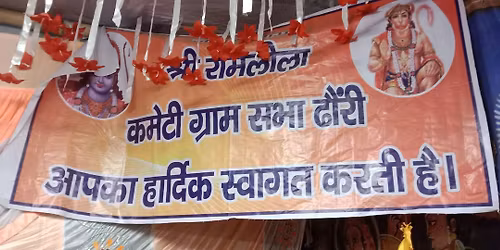 श्री रामलीला
कमेटी ग्राम सभा ढौंरी
आपका हार्दिक स्वागत करती है।